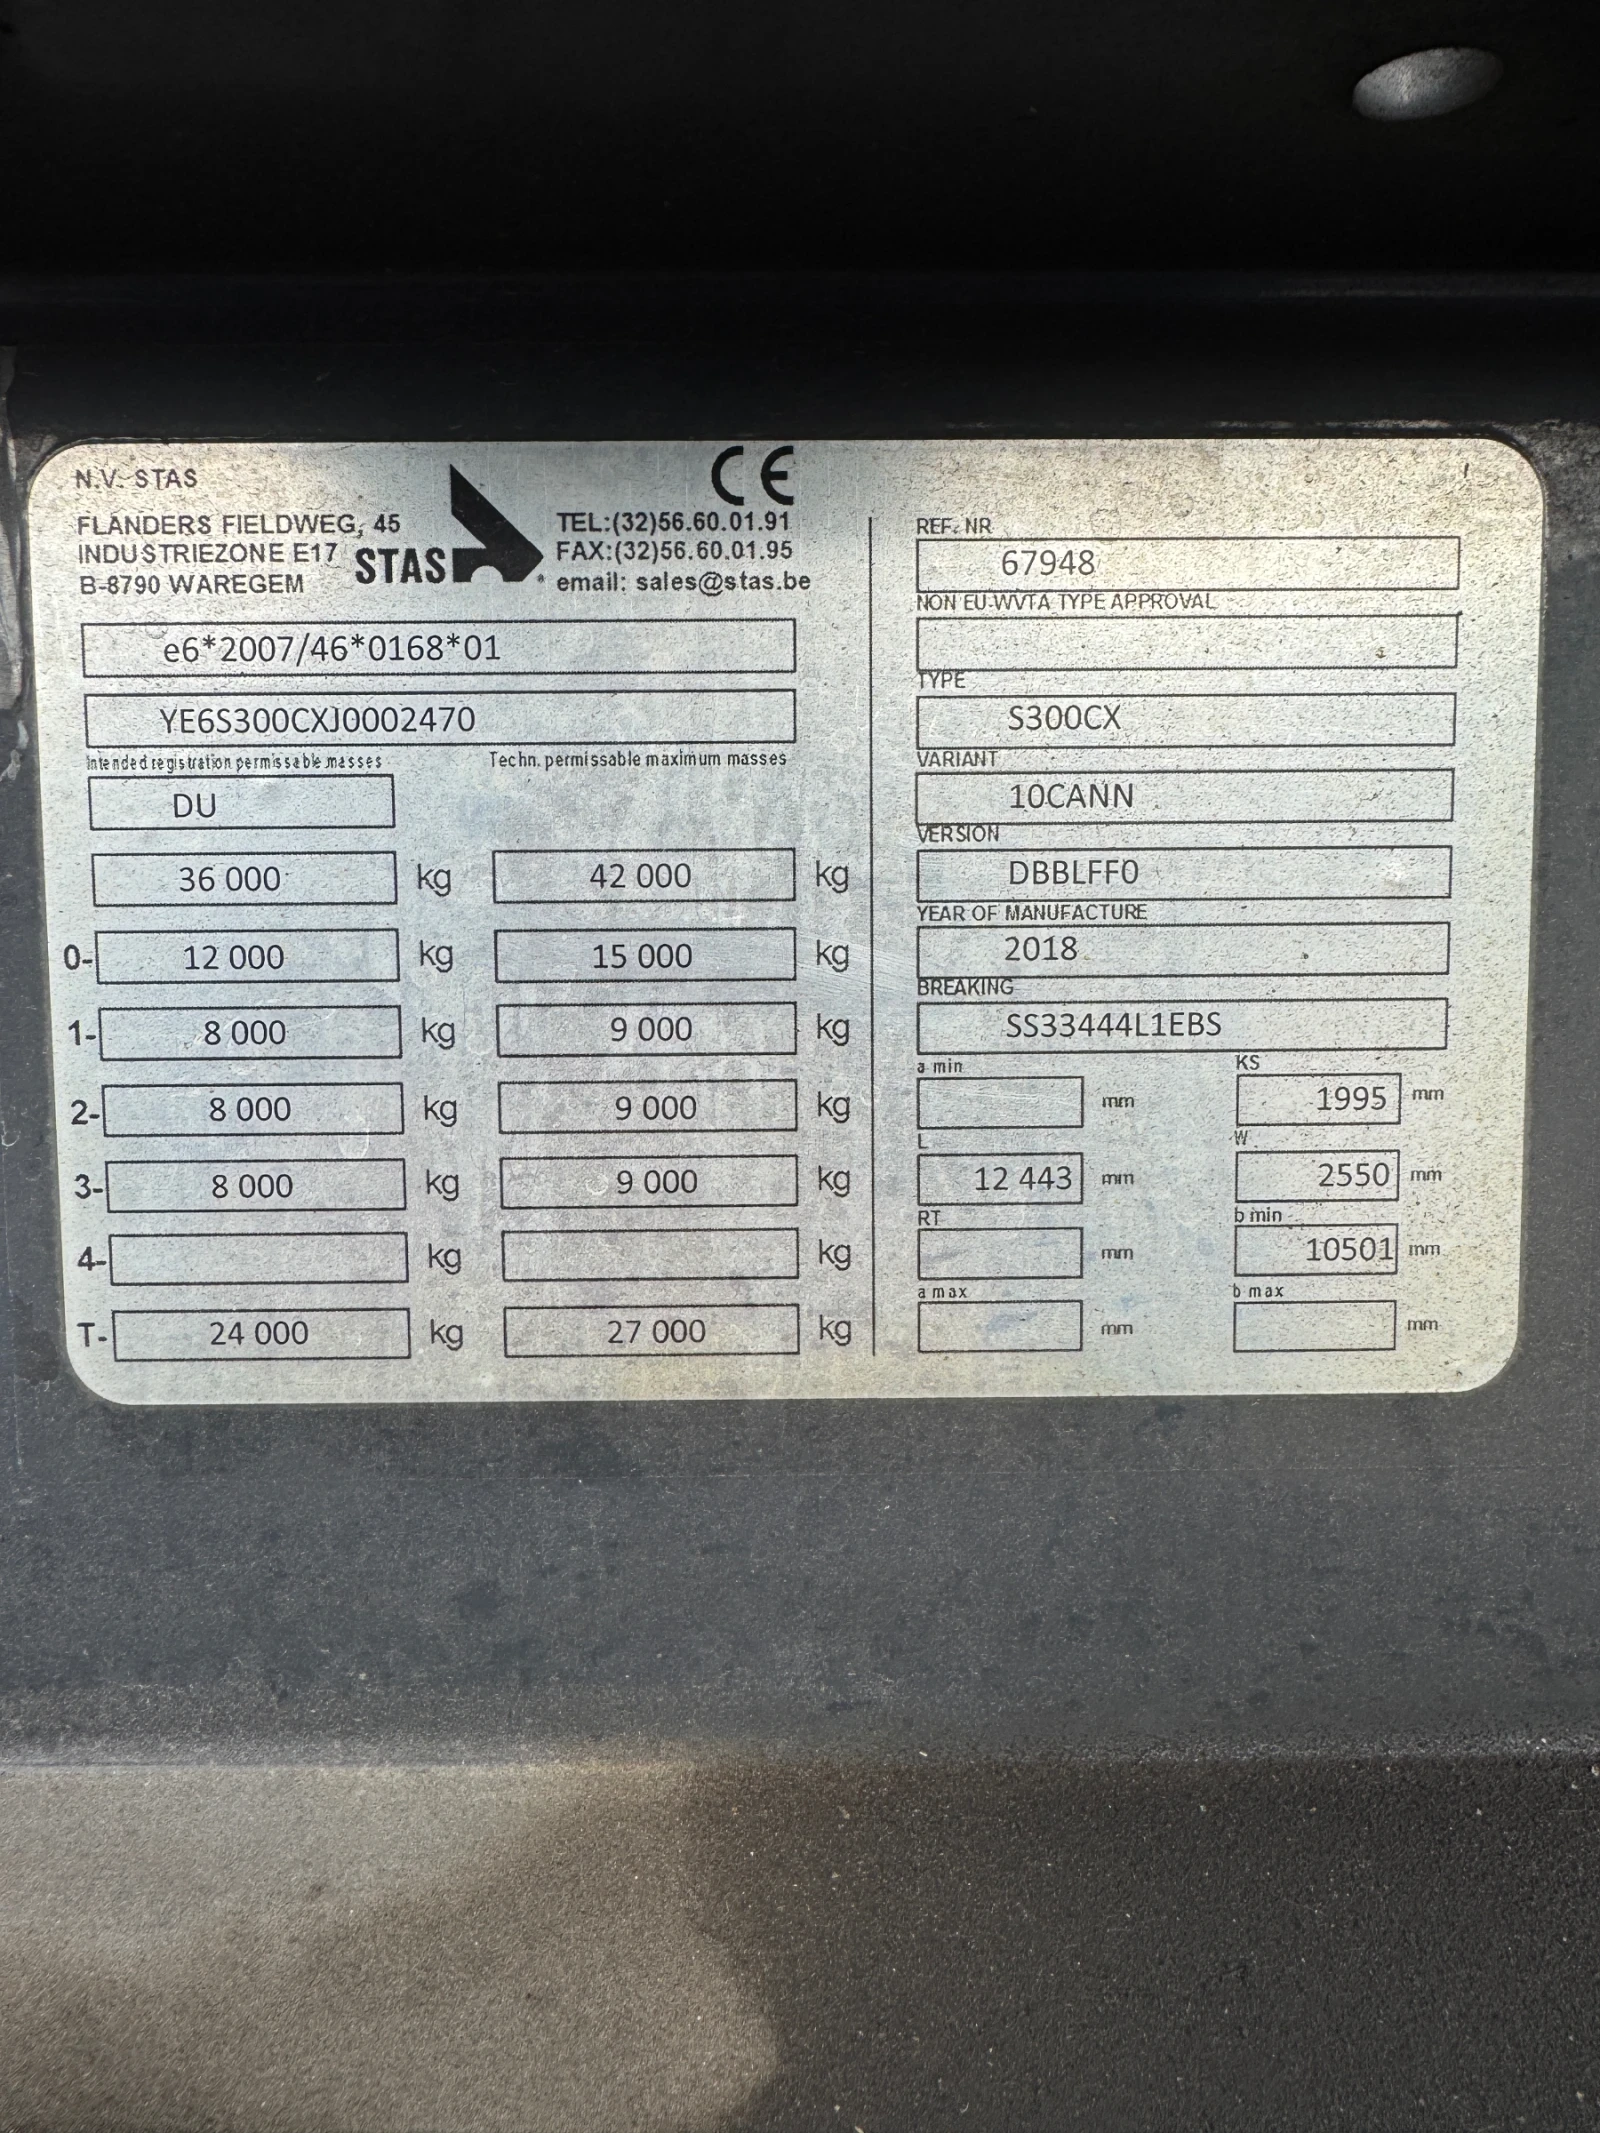 N.V. STAS
FLANDERS FIELDWEG, 45
INDUSTRIEZONE E17
B-8790 WAREGEM
STAS
CE
TEL:(32)56.60.01.91
FAX:(32)56.60.01.95
email: sales@stas.be
e6*2007/46*0168*01
YE6S300CXJ0002470
Intended registration permissable masses Techn. permissable maximum masses
DU
36 000 kg 42 000 kg
0- 12 000 kg 15 000 kg
1- 8 000 kg 9 000 kg
2- 8 000 kg 9 000 kg
3- 8 000 kg 9 000 kg
4- kg kg
T- 24 000 kg 27 000 kg
REF. NR
67948
NON EU-WVTA TYPE APPROVAL
TYPE
S300CX
VARIANT
10CANN
VERSION
DBBLFF0
YEAR OF MANUFACTURE
2018
BREAKING
SS33444L1EBS
a min KS
mm 1995 mm
L W
12 443 mm 2550 mm
RT b min
mm 10501 mm
a max b max
mm mm